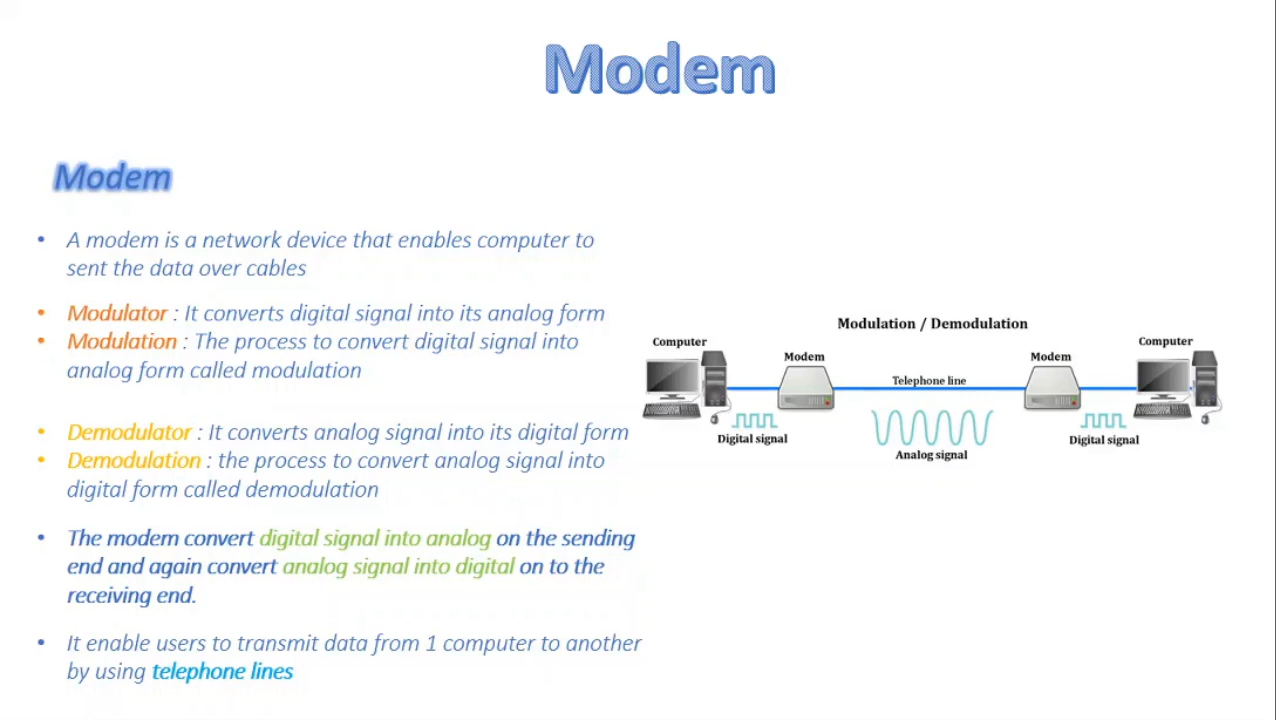 Modem
Modem
• A modem is a network device that enables computer to
sent the data over cables
• Modulator : It converts digital signal into its analog form
• Modulation : The process to convert digital signal into
analog form called modulation
• Demodulator : It converts analog signal into its digital form
• Demodulation : the process to convert analog signal into
digital form called demodulation
• The modem convert digital signal into analog on the sending
end and again convert analog signal into digital on to the
receiving end.
• It enable users to transmit data from 1 computer to another
by using telephone lines
Modulation / Demodulation
Computer
Modem
Telephone line
Modem
Computer
Digital signal
Analog signal
Digital signal